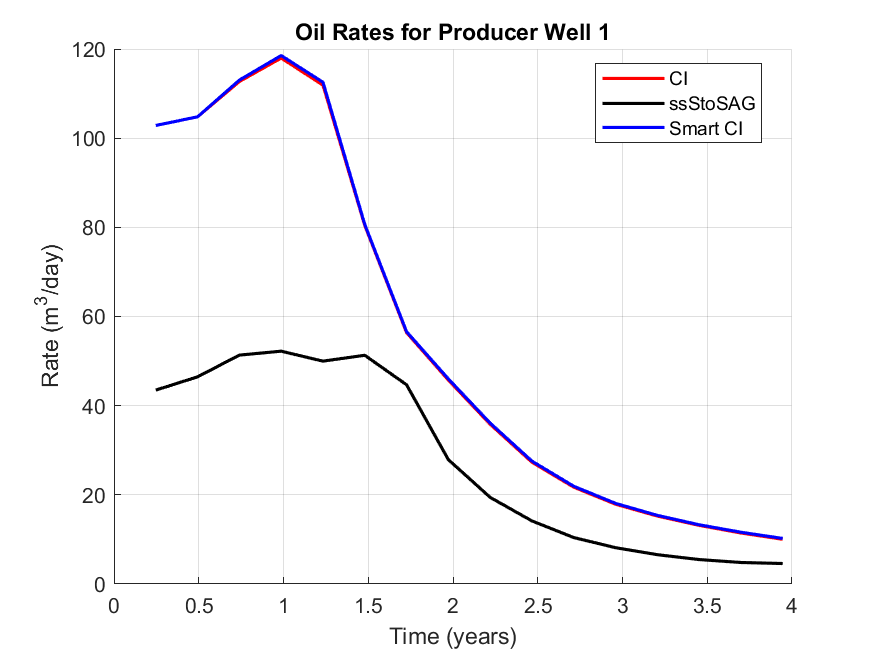 Oil Rates for Producer Well 1
120
100
80
60
40
20
0
Rate (m³/day)
CI
ssStoSAG
Smart CI
0 0.5 1 1.5 2 2.5 3 3.5 4
Time (years)